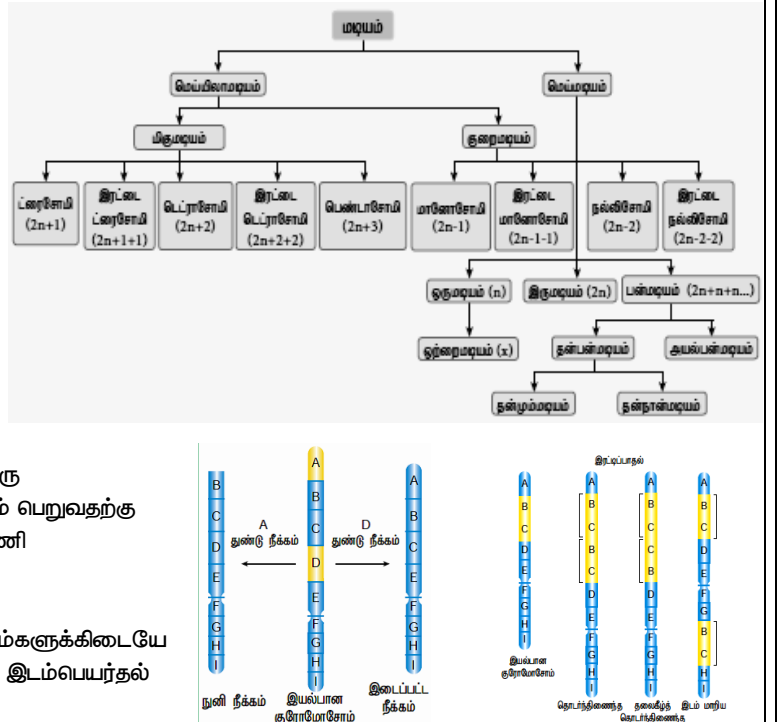 மடியம்
மெய்யிலாமடியம்
மெய்மடியம்
மிகுமடியம்
குறைமடியம்
ட்ரைசோமி
(2n+1)
இரட்டை
ட்ரைசோமி
(2n+1+1)
டெட்ராசோமி
(2n+2)
இரட்டை
டெட்ராசோமி
(2n+2+2)
பெண்டாசோமி
(2n+3)
மானோசோமி
(2n-1)
இரட்டை
மானோசோமி
(2n-1-1)
நல்லிசோமி
(2n-2)
இரட்டை
நல்லிசோமி
(2n-2-2)
ஒருமடியம் (n)
இருமடியம் (2n)
பன்மடியம் (2n+n+n...)
ஒற்றைமடியம் (x)
தன்பன்மடியம்
அயல்பன்மடியம்
தன்மும்மடியம்
தன்நான்மடியம்
ரு
ம் பெறுவதற்கு
ணி
ம்களுக்கிடையே
இடம்பெயர்தல்
B
C
D
E
F
G
H
I
நுனி நீக்கம்
A
துண்டு நீக்கம்
A
B
C
D
E
F
G
H
I
இயல்பான
குரோமோசோம்
D
துண்டு நீக்கம்
A
B
C
E
F
G
H
I
இடைப்பட்ட
நீக்கம்
இரட்டிப்பாதல்
A
B
C
D
E
F
G
H
I
இயல்பான
குரோமோசோம்
A
B
C
B
C
D
E
F
G
H
I
தொடர்ந்திணைந்த
A
B
C
C
B
D
E
F
G
H
I
தலைகீழ்த்
தொடர்ந்திணைந்த
A
B
C
D
E
F
G
B
C
H
I
இடம் மாறிய